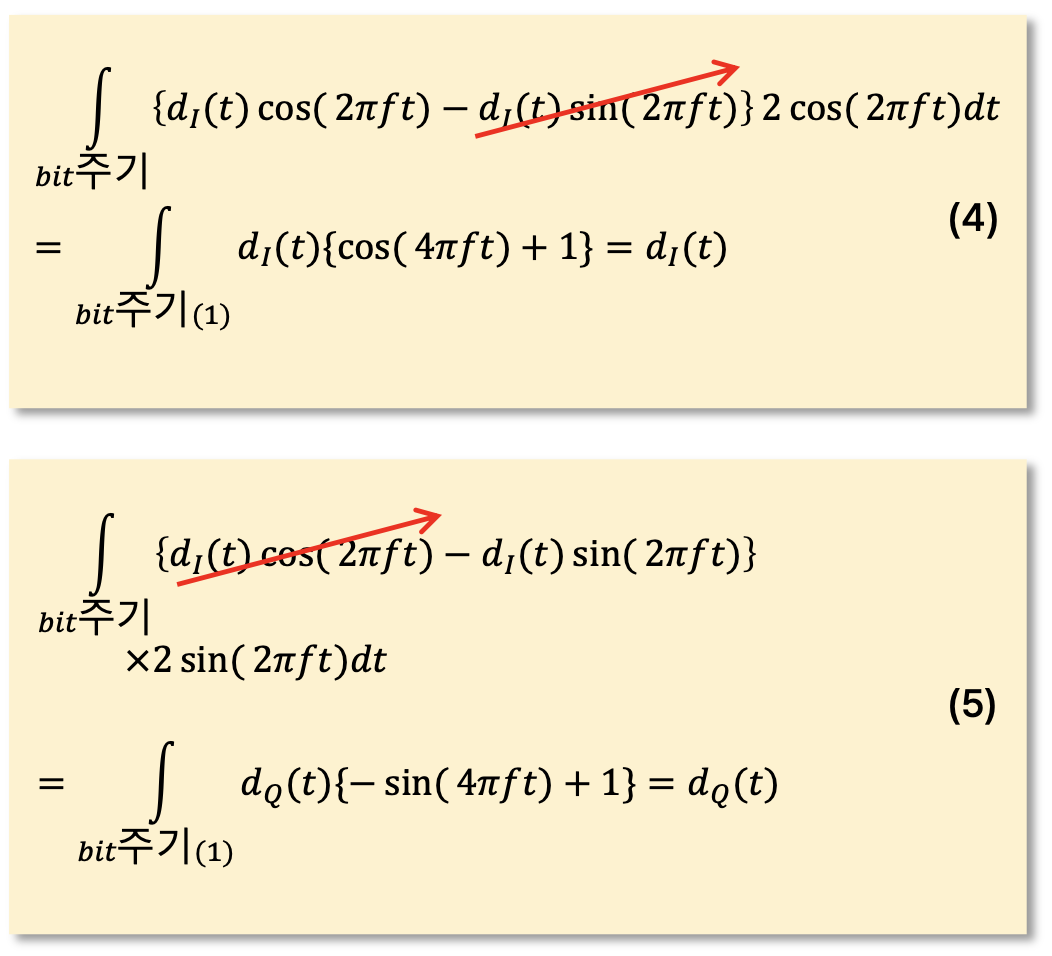 ∫ {d_I(t) cos( 2πft) − d_I(t) sin( 2πft)} 2 cos( 2πft)dt
bit주기
= ∫ d_I(t){cos( 4πft) + 1} = d_I(t)
bit주기(1)
(4)
∫ {d_I(t) cos( 2πft) − d_I(t) sin( 2πft)}
bit주기
×2 sin( 2πft)dt
(5)
= ∫ d_Q(t){− sin( 4πft) + 1} = d_Q(t)
bit주기(1)